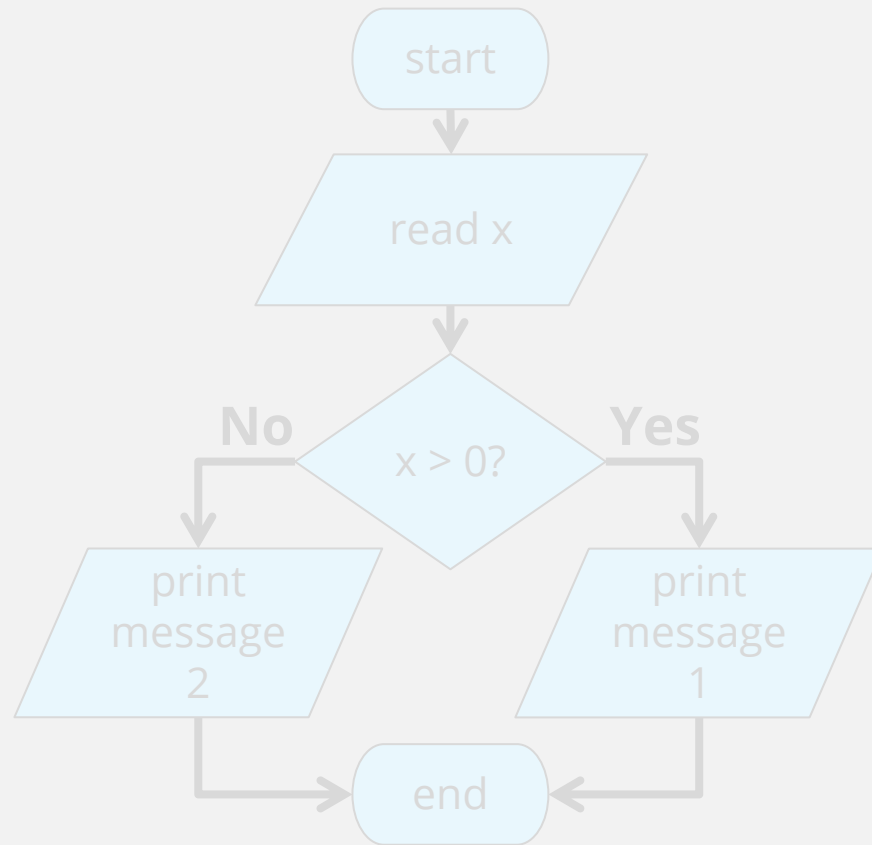 start
read x
No
Yes
x > 0?
print
message
2
print
message
1
end